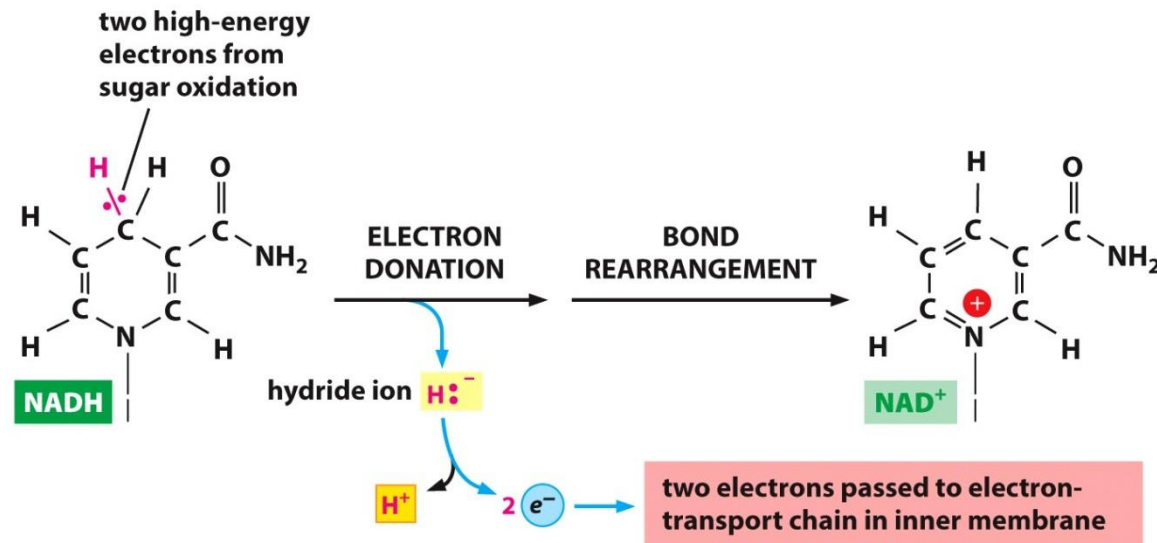 two high-energy
electrons from
sugar oxidation
H H O
H
C
C C C
NH₂
C C
H N H
NADH
ELECTRON
DONATION
BOND
REARRANGEMENT
hydride ion H:⁻
H⁺
2 e⁻
two electrons passed to electron-
transport chain in inner membrane
H O
H
C
C C C
NH₂
+
C C
H N H
NAD⁺